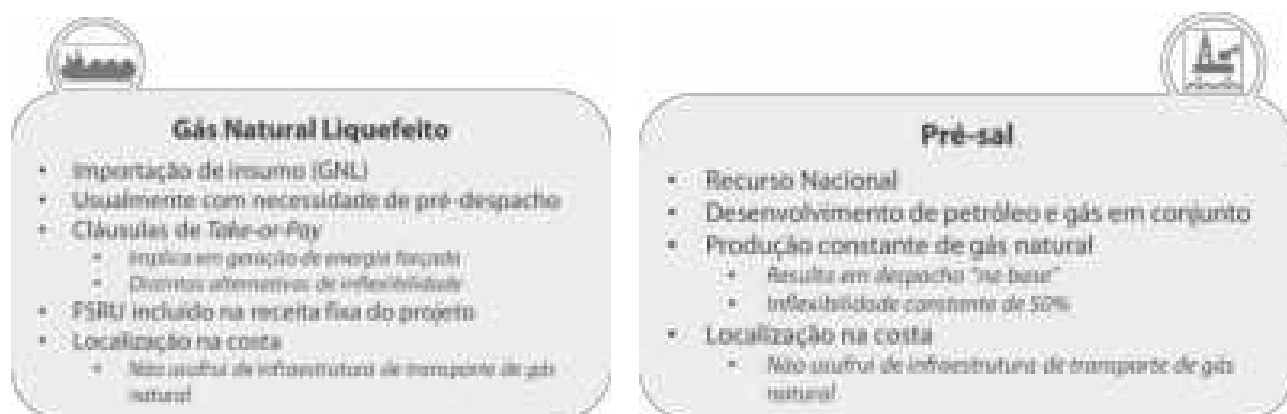 Gás Natural Liquefeito
• Importação de insumo (GNL)
• Usualmente com necessidade de pré-despacho
• Cláusulas de Take-or-Pay
• Implica em geração de energia forçada
• Distintas alternativas de inflexibilidade
• FSRU incluído na receita fixa do projeto
• Localização na costa
• Não usufrui de infraestrutura de transporte de gás
natural
Pré-sal
• Recurso Nacional
• Desenvolvimento de petróleo e gás em conjunto
• Produção constante de gás natural
• Resulta em despacho "na base"
• Inflexibilidade constante de 50%
• Localização na costa
• Não usufrui de infraestrutura de transporte de gás
natural